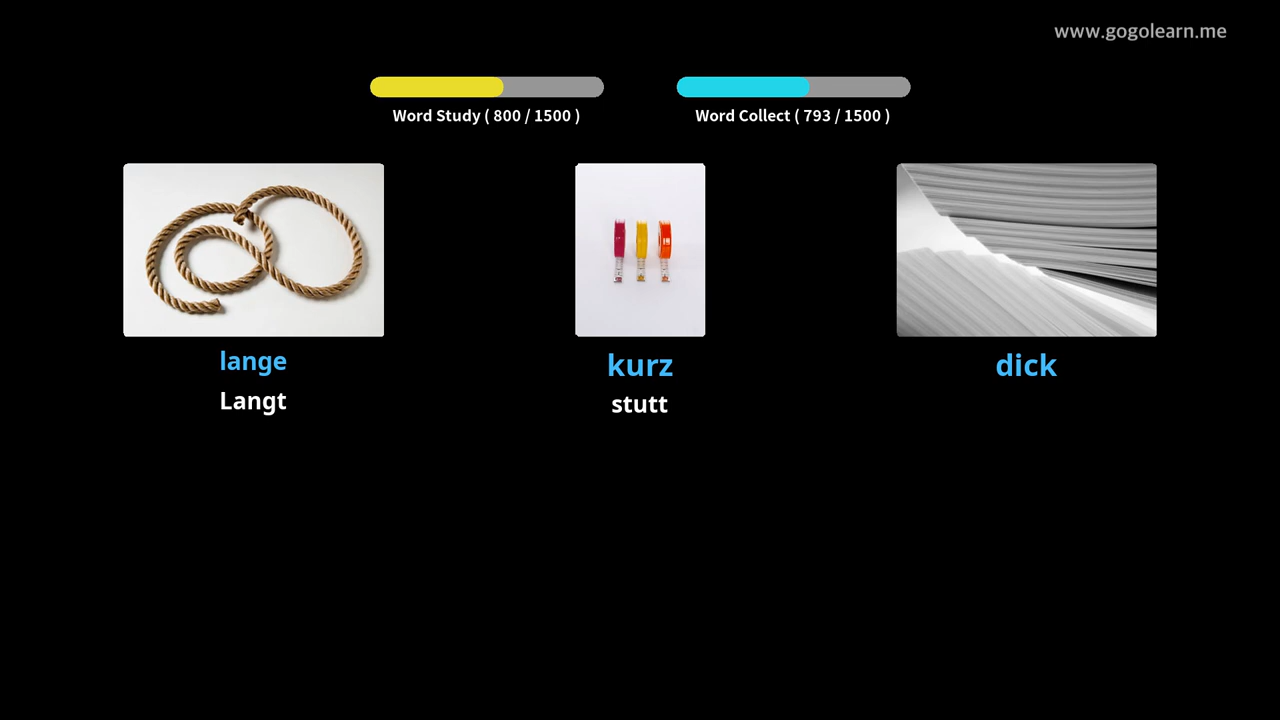 www.gogolearn.me
Word Study ( 800 / 1500 )
Word Collect ( 793 / 1500 )
lange
kurz
dick
Langt
stutt